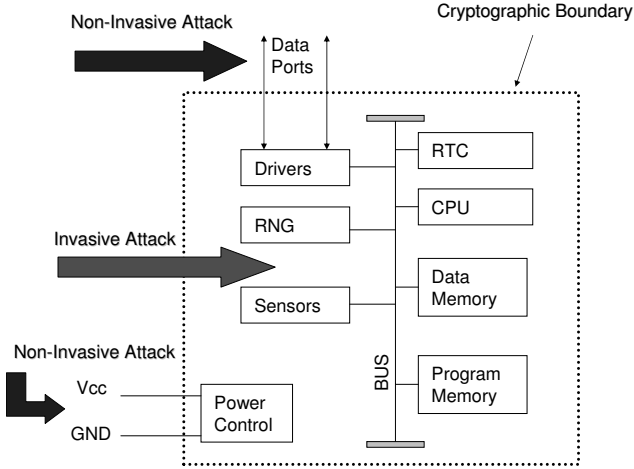 Cryptographic Boundary
Non-Invasive Attack
Data
Ports
Drivers
RTC
RNG
CPU
Invasive Attack
Sensors
Data
Memory
Non-Invasive Attack
Vcc
GND
Power
Control
BUS
Program
Memory